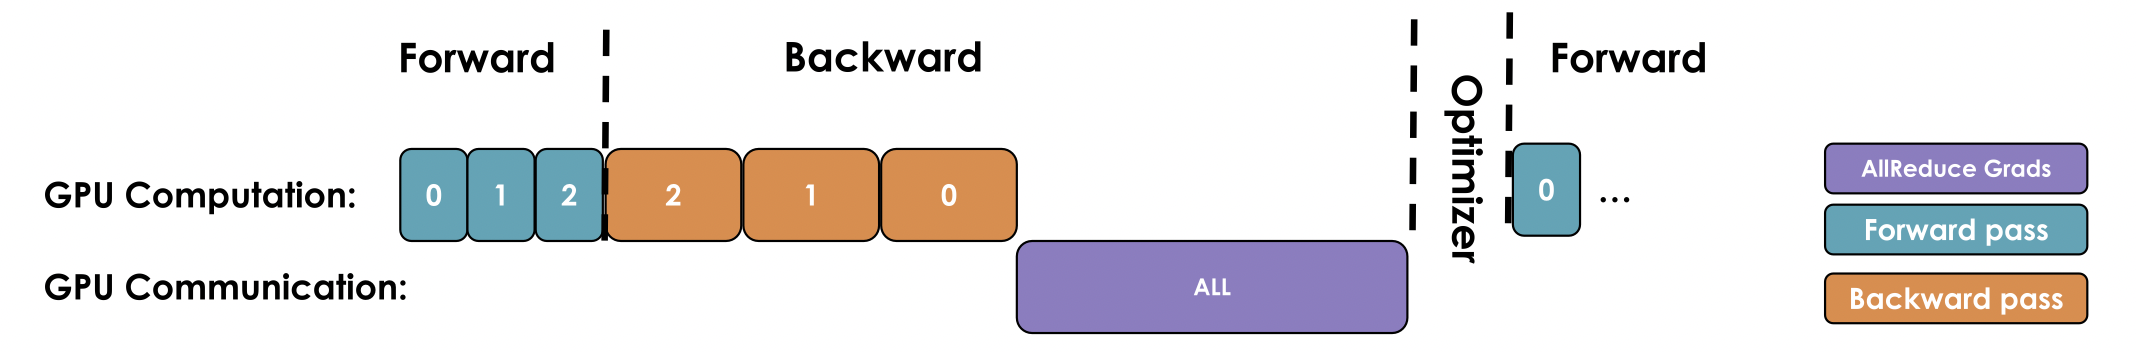 Forward
Backward
Optimizer
Forward
GPU Computation:
0 1 2 2 1 0 0 ...
GPU Communication:
ALL
AllReduce Grads
Forward pass
Backward pass